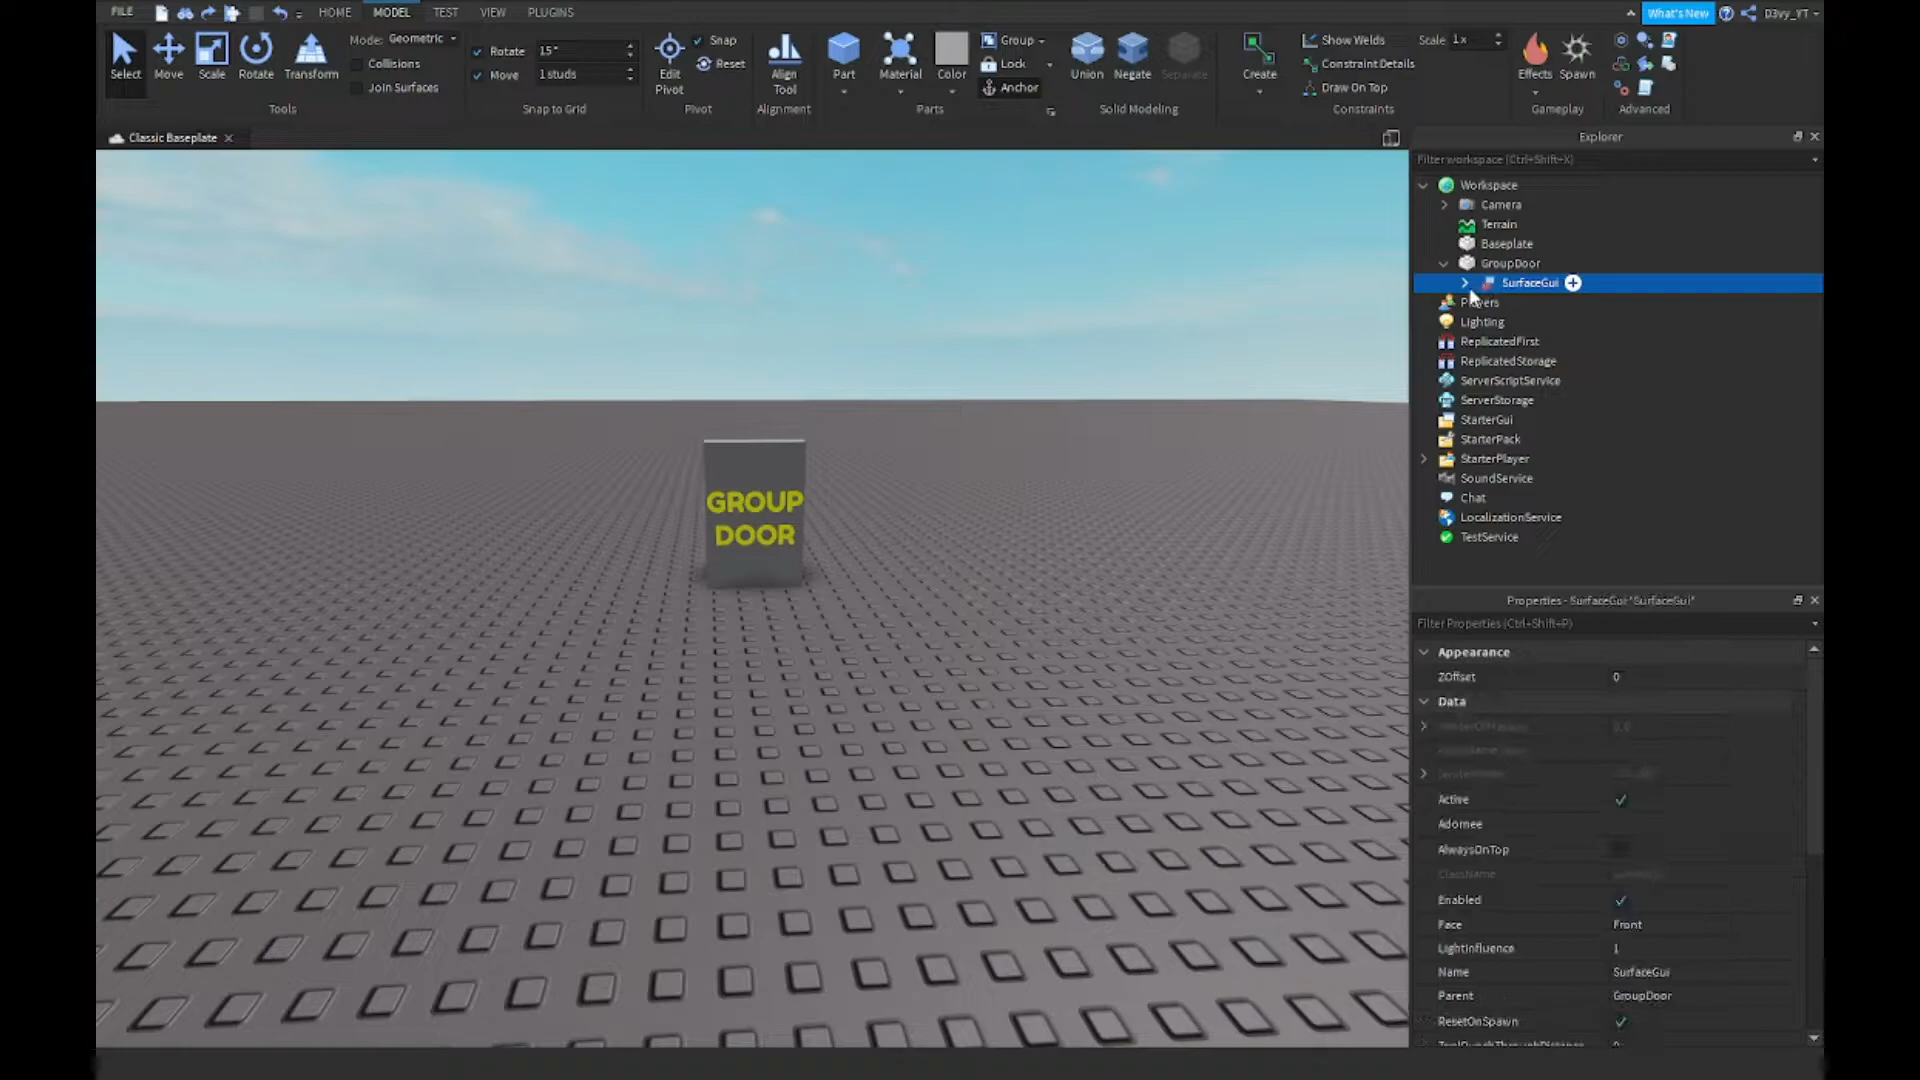 FILE HOME MODEL TEST VIEW PLUGINS What's New D3vy_YT
Select Move Scale Rotate Transform
Mode: Geometric
Collisions
Join Surfaces
Tools
Rotate 15°
Move 1 studs
Snap to Grid
Edit Pivot
Snap
Reset
Pivot
Align Tool
Alignment
Part Material Color
Group
Lock
Anchor
Parts
Union Negate Separate
Solid Modeling
Create
Show Welds Scale 1x
Constraint Details
Draw On Top
Constraints
Effects Spawn
Gameplay
Advanced
Classic Baseplate
GROUP
DOOR
Explorer
Filter workspace (Ctrl+Shift+X)
Workspace
Camera
Terrain
Baseplate
GroupDoor
SurfaceGui
Players
Lighting
ReplicatedFirst
ReplicatedStorage
ServerScriptService
ServerStorage
StarterGui
StarterPack
StarterPlayer
SoundService
Chat
LocalizationService
TestService
Properties - SurfaceGui "SurfaceGui"
Filter Properties (Ctrl+Shift+P)
Appearance
ZOffset 0
Data
Active
Adornee
AlwaysOnTop
ClassName
Enabled
Face Front
LightInfluence 1
Name SurfaceGui
Parent GroupDoor
ResetOnSpawn